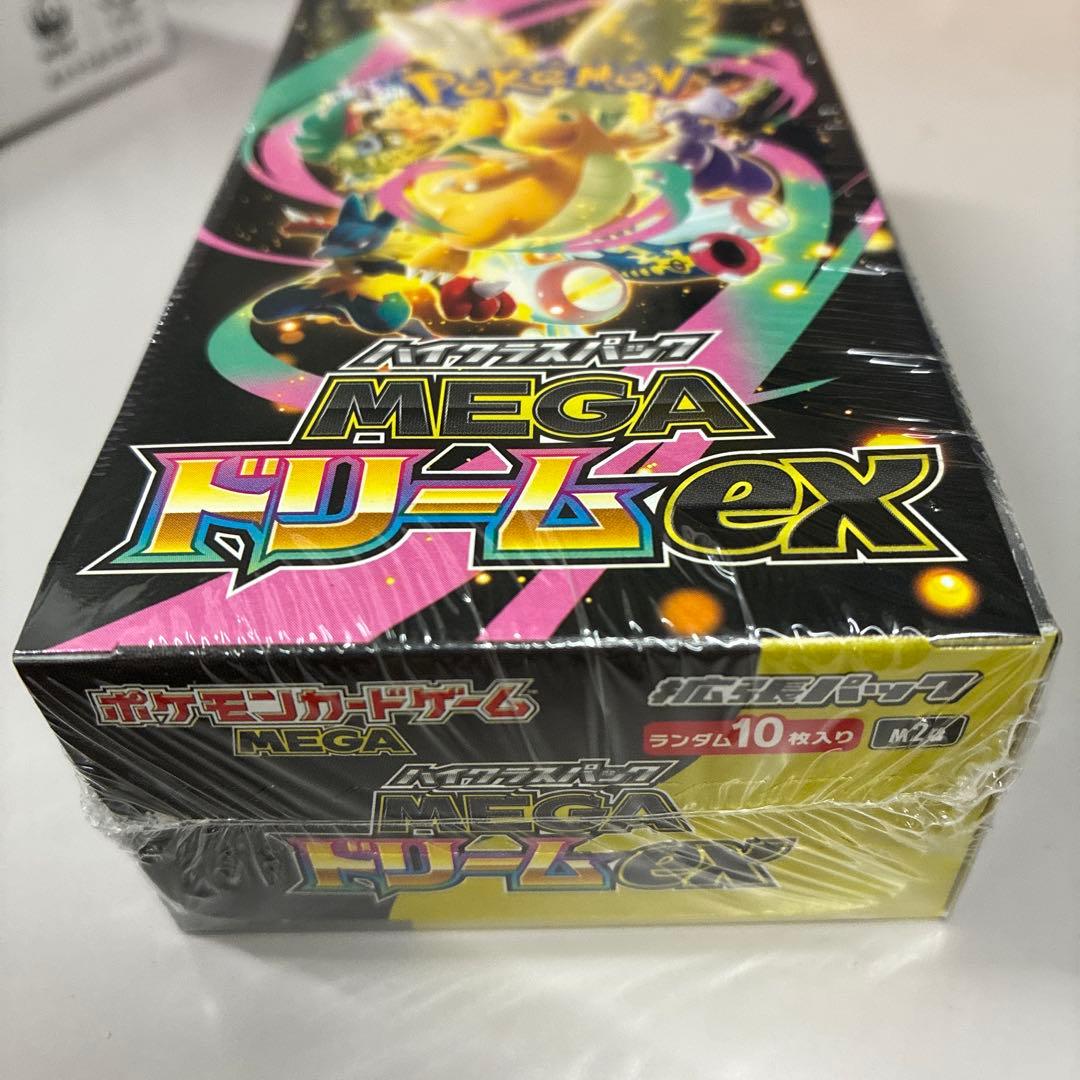 POKÉMON
ハイクラスパック
MEGA
ドリームex
ポケモンカードゲーム
MEGA
拡張パック
ランダム10枚入り
M2a
ハイクラスパック
MEGA
ドリームex